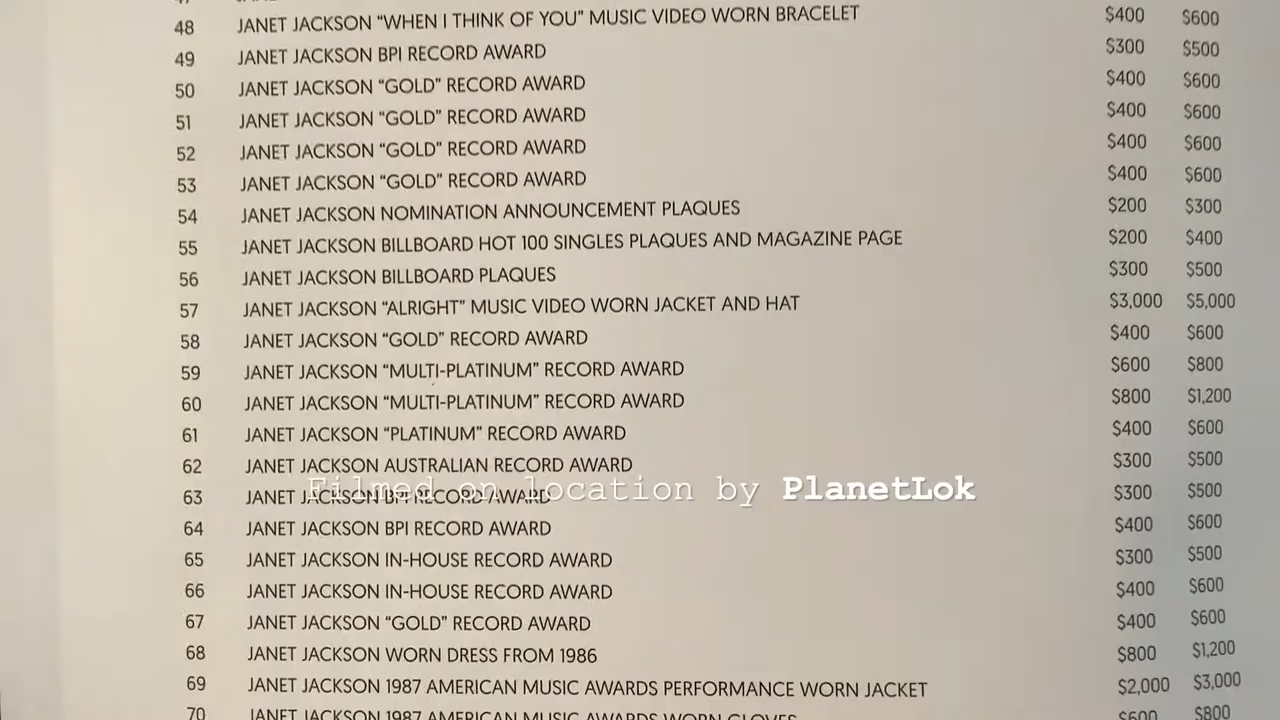 47
48 JANET JACKSON “WHEN I THINK OF YOU” MUSIC VIDEO WORN BRACELET $400 $600
49 JANET JACKSON BPI RECORD AWARD $300 $500
50 JANET JACKSON “GOLD” RECORD AWARD $400 $600
51 JANET JACKSON “GOLD” RECORD AWARD $400 $600
52 JANET JACKSON “GOLD” RECORD AWARD $400 $600
53 JANET JACKSON “GOLD” RECORD AWARD $400 $600
54 JANET JACKSON NOMINATION ANNOUNCEMENT PLAQUES $200 $300
55 JANET JACKSON BILLBOARD HOT 100 SINGLES PLAQUES AND MAGAZINE PAGE $200 $400
56 JANET JACKSON BILLBOARD PLAQUES $300 $500
57 JANET JACKSON “ALRIGHT” MUSIC VIDEO WORN JACKET AND HAT $3,000 $5,000
58 JANET JACKSON “GOLD” RECORD AWARD $400 $600
59 JANET JACKSON “MULTI-PLATINUM” RECORD AWARD $600 $800
60 JANET JACKSON “MULTI-PLATINUM” RECORD AWARD $800 $1,200
61 JANET JACKSON “PLATINUM” RECORD AWARD $400 $600
62 JANET JACKSON AUSTRALIAN RECORD AWARD $300 $500
Filmed on location by PlanetLok
63 JANET JACKSON BPI RECORD AWARD $300 $500
64 JANET JACKSON BPI RECORD AWARD $400 $600
65 JANET JACKSON IN-HOUSE RECORD AWARD $300 $500
66 JANET JACKSON IN-HOUSE RECORD AWARD $400 $600
67 JANET JACKSON “GOLD” RECORD AWARD $400 $600
68 JANET JACKSON WORN DRESS FROM 1986 $800 $1,200
69 JANET JACKSON 1987 AMERICAN MUSIC AWARDS PERFORMANCE WORN JACKET $2,000 $3,000
70 JANET JACKSON 1987 AMERICAN MUSIC AWARDS WORN GLOVES $600 $800